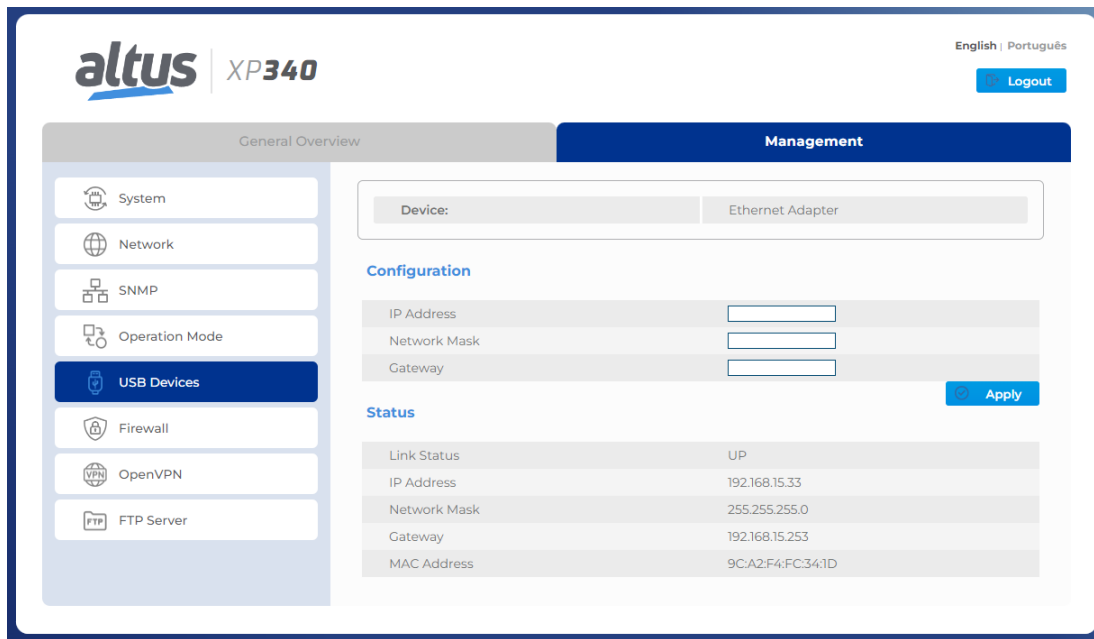 English | Português
altus XP340
Logout
General Overview
Management
System
Network
SNMP
Operation Mode
USB Devices
Firewall
VPN OpenVPN
FTP FTP Server
Device: Ethernet Adapter
Configuration
IP Address
Network Mask
Gateway
Apply
Status
Link Status UP
IP Address 192.168.15.33
Network Mask 255.255.255.0
Gateway 192.168.15.253
MAC Address 9C:A2:F4:FC:34:1D